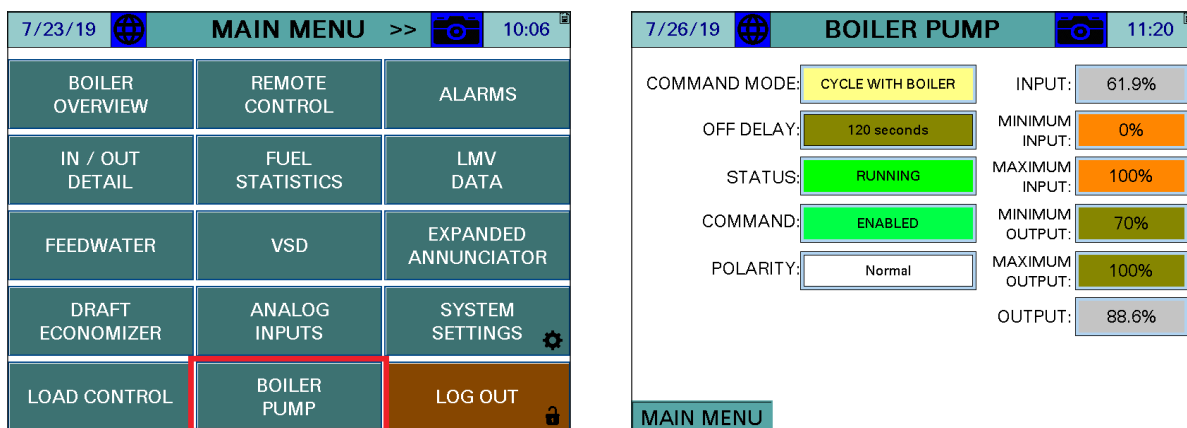 7/23/19 MAIN MENU >> 10:06
BOILER
OVERVIEW
REMOTE
CONTROL
ALARMS
IN / OUT
DETAIL
FUEL
STATISTICS
LMV
DATA
FEEDWATER
VSD
EXPANDED
ANNUNCIATOR
DRAFT
ECONOMIZER
ANALOG
INPUTS
SYSTEM
SETTINGS
LOAD CONTROL
BOILER
PUMP
LOG OUT
7/26/19 BOILER PUMP 11:20
COMMAND MODE: CYCLE WITH BOILER
OFF DELAY: 120 seconds
STATUS: RUNNING
COMMAND: ENABLED
POLARITY: Normal
INPUT: 61.9%
MINIMUM
INPUT: 0%
MAXIMUM
INPUT: 100%
MINIMUM
OUTPUT: 70%
MAXIMUM
OUTPUT: 100%
OUTPUT: 88.6%
MAIN MENU